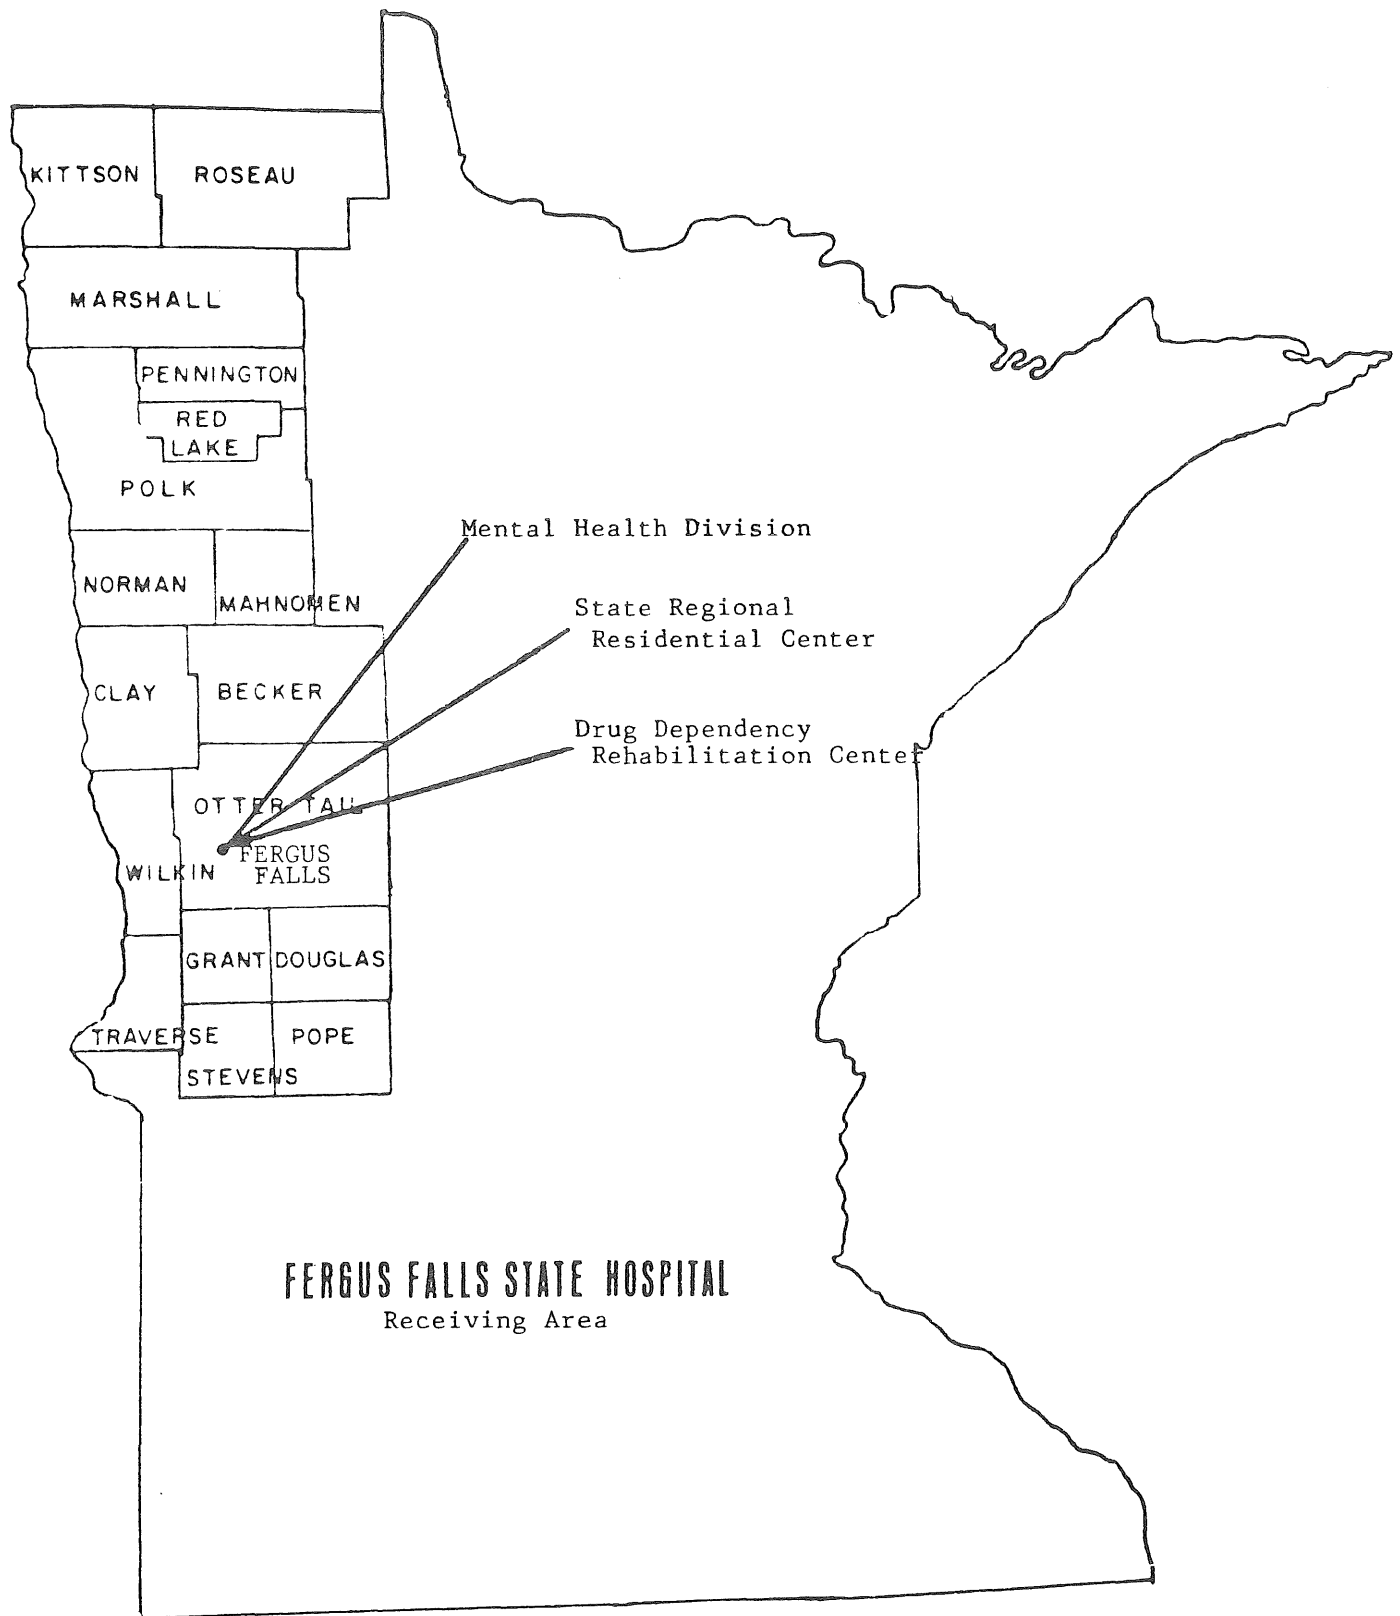 KITTSON
ROSEAU
MARSHALL
PENNINGTON
RED
LAKE
POLK
Mental Health Division
NORMAN
MAHNOMEN
State Regional
Residential Center
CLAY
BECKER
Drug Dependency
Rehabilitation Center
OTTER TAIL
FERGUS
FALLS
WILKIN
GRANT
DOUGLAS
TRAVERSE
POPE
STEVENS
FERGUS FALLS STATE HOSPITAL
Receiving Area